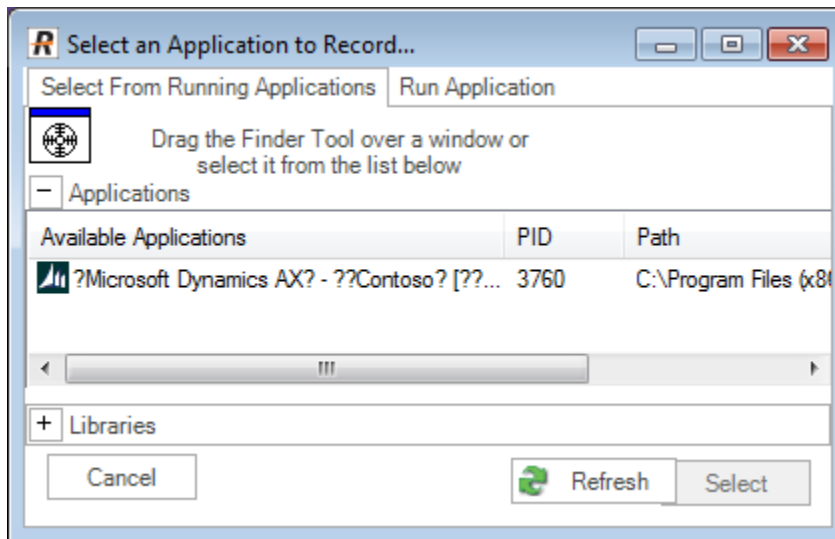 Select an Application to Record...
Select From Running Applications Run Application
Drag the Finder Tool over a window or
select it from the list below
Applications
Available Applications PID Path
?Microsoft Dynamics AX? - ??Contoso? [??... 3760 C:\Program Files (x8
Libraries
Cancel Refresh Select